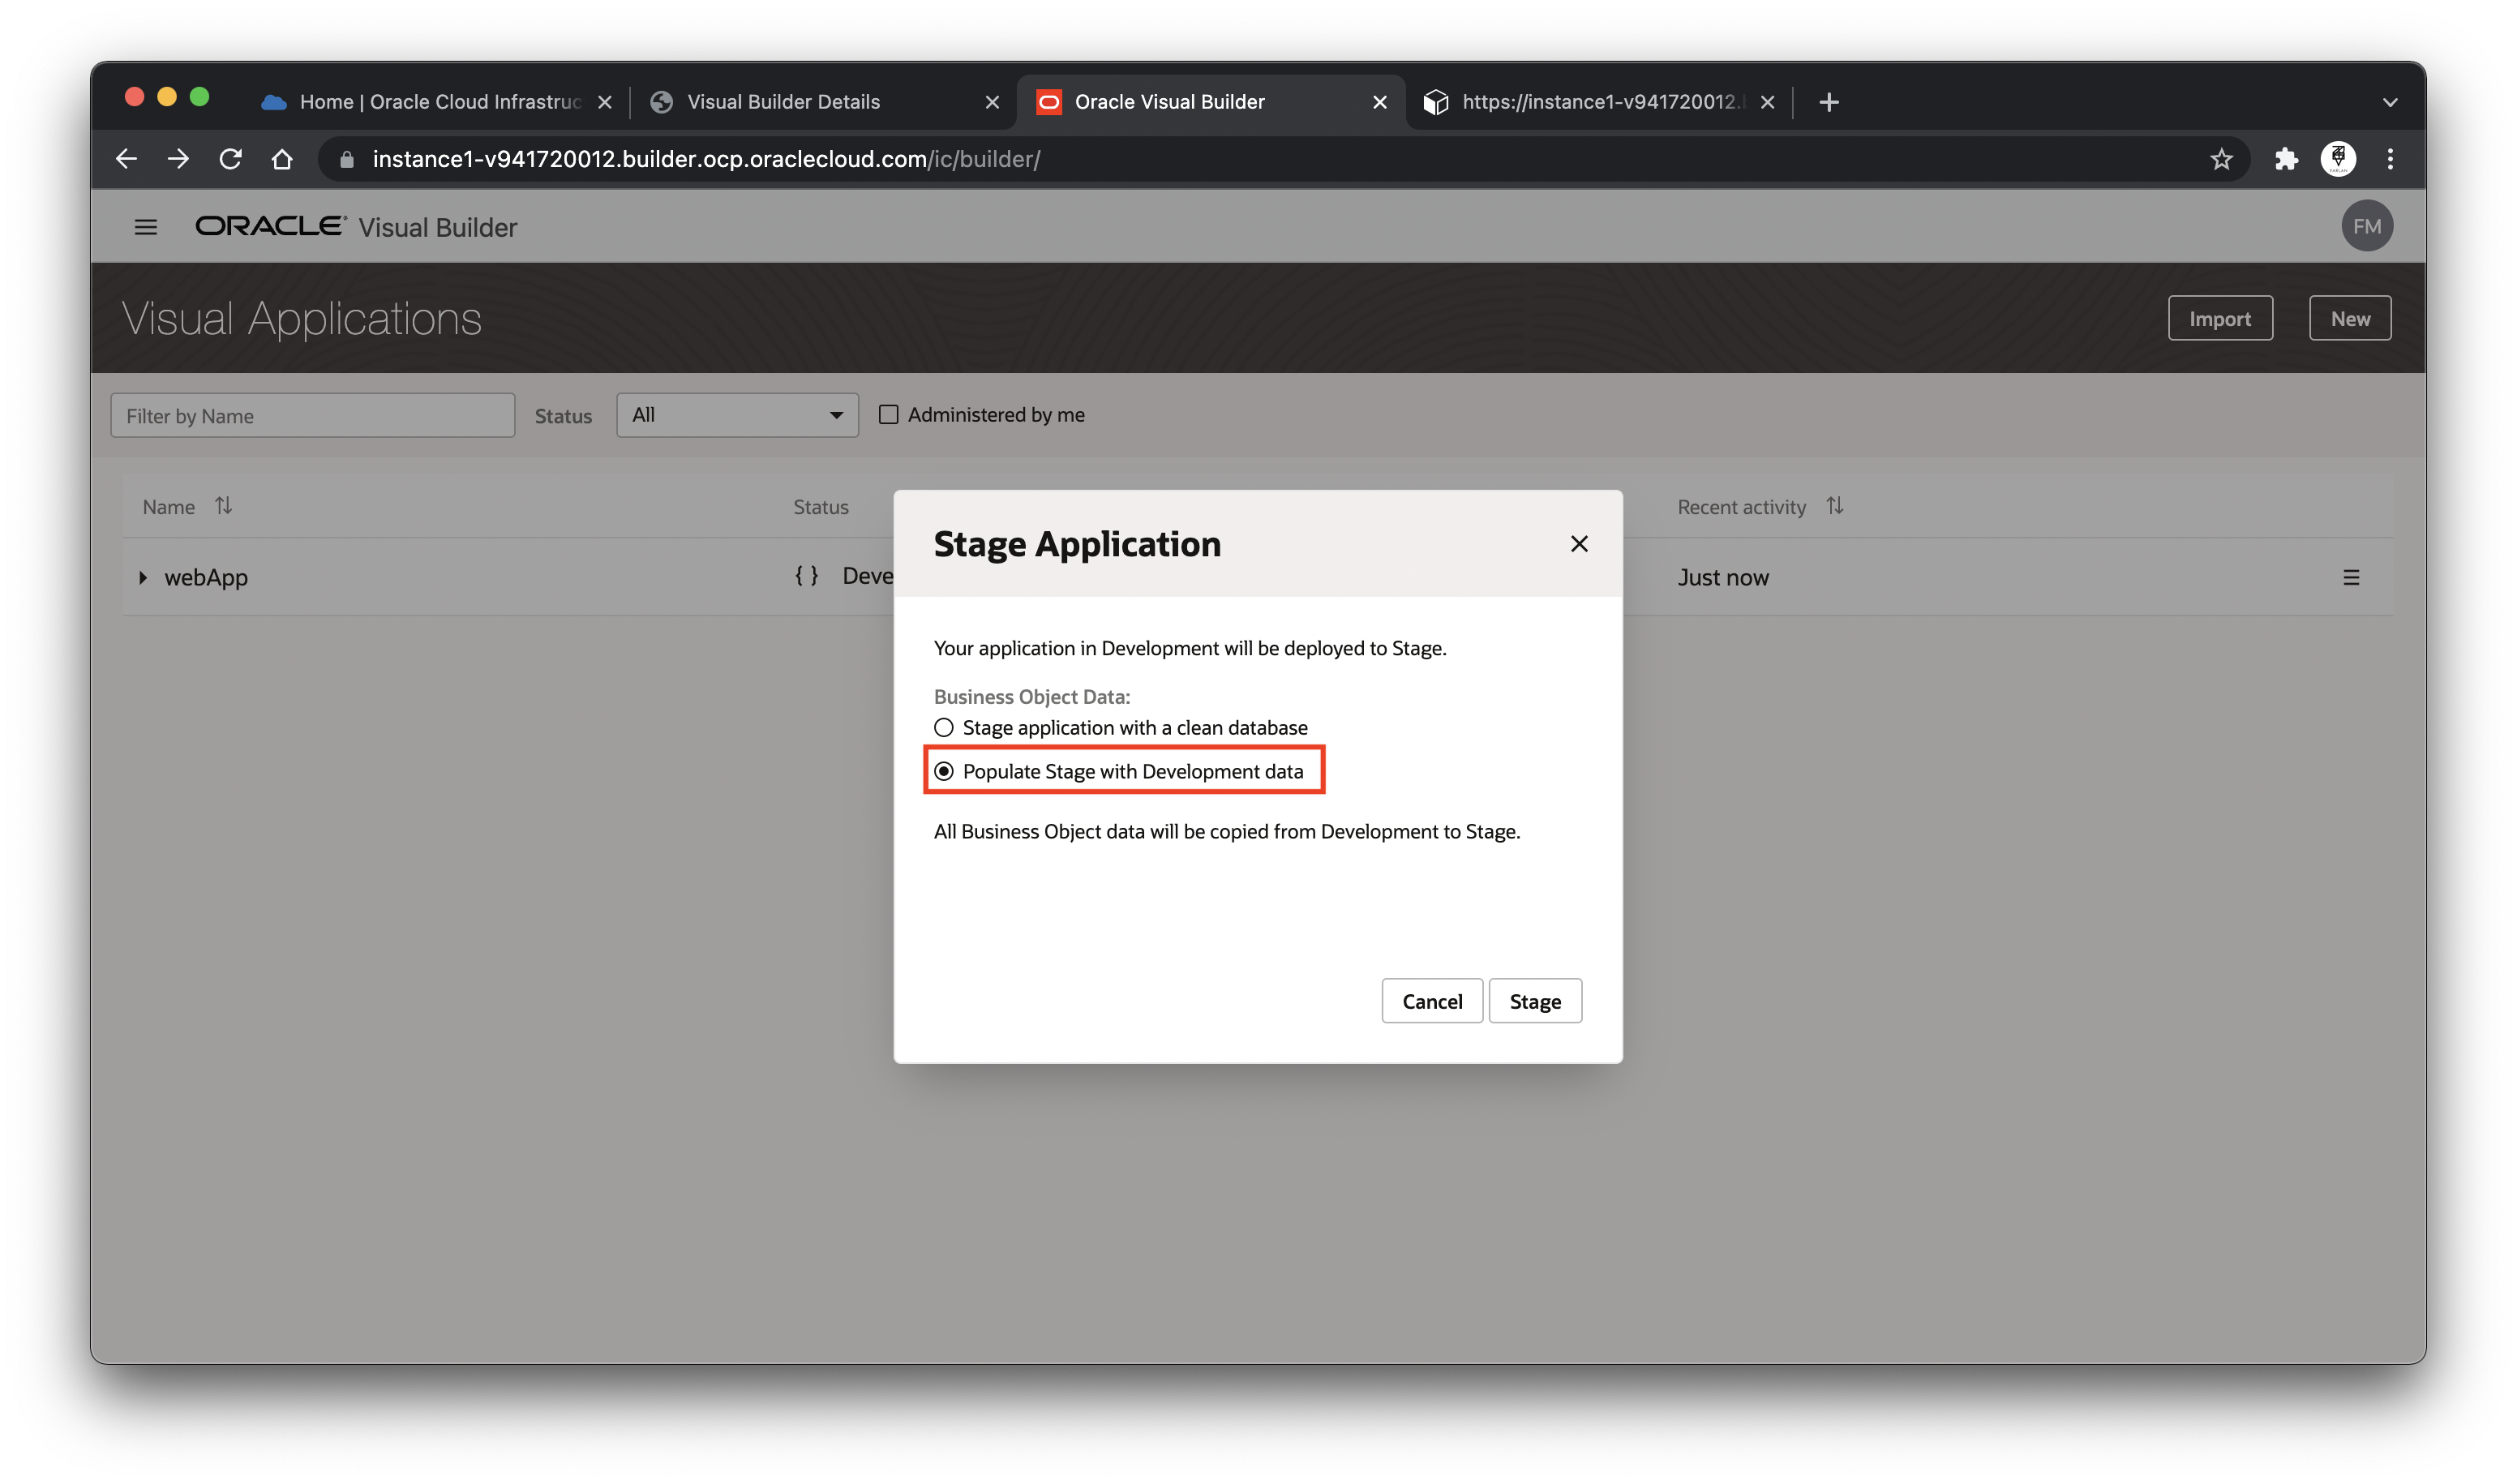 Home | Oracle Cloud Infrastruc
Visual Builder Details
Oracle Visual Builder
https://instance1-v941720012.
instance1-v941720012.builder.ocp.oraclecloud.com/ic/builder/
ORACLE Visual Builder
FM
Visual Applications
Import
New
Filter by Name
Status
All
Administered by me
Name
Status
Recent activity
webApp
{ } Deve
Just now
Stage Application
Your application in Development will be deployed to Stage.
Business Object Data:
Stage application with a clean database
Populate Stage with Development data
All Business Object data will be copied from Development to Stage.
Cancel
Stage